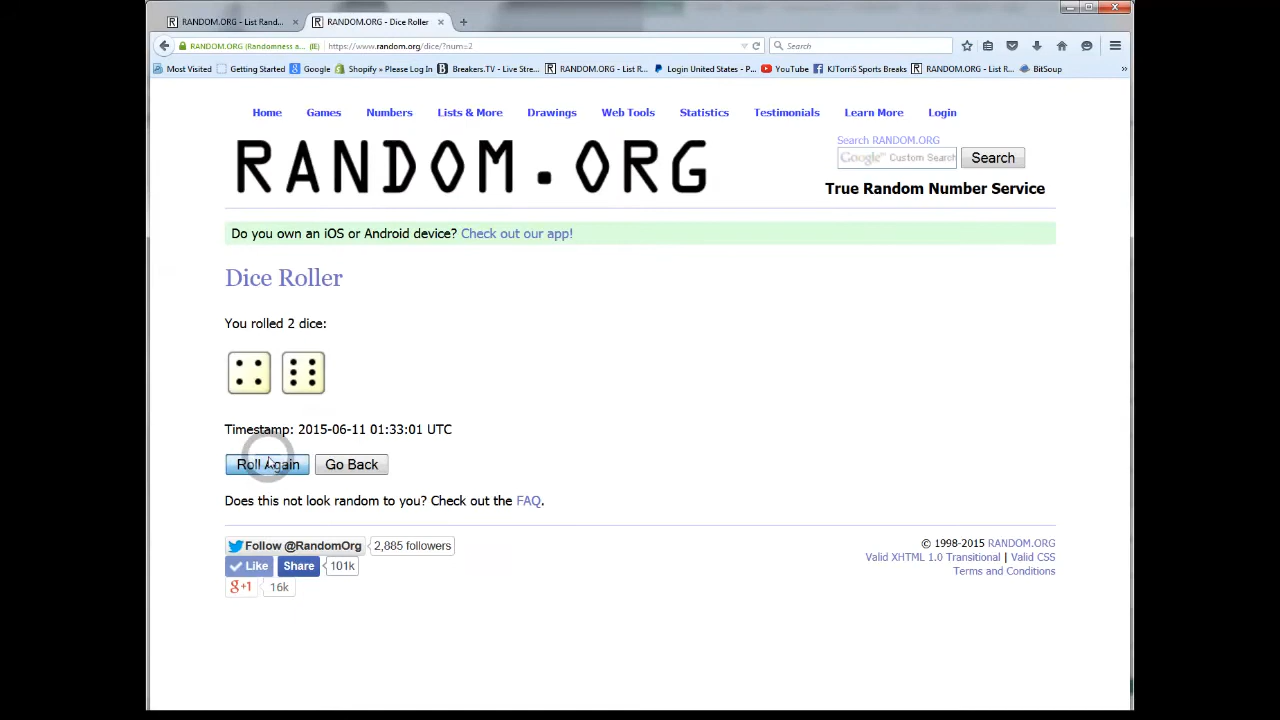 RANDOM.ORG - List Rand...
RANDOM.ORG - Dice Roller
RANDOM.ORG (Randomness a... (IE)
https://www.random.org/dice/?num=2
Search
Most Visited
Getting Started
Google
Shopify » Please Log In
Breakers.TV - Live Stre...
RANDOM.ORG - List R...
Login United States - P...
YouTube
KJTorriS Sports Breaks
RANDOM.ORG - List R...
BitSoup
Home
Games
Numbers
Lists & More
Drawings
Web Tools
Statistics
Testimonials
Learn More
Login
RANDOM.ORG
Search RANDOM.ORG
Google™ Custom Search
Search
True Random Number Service
Do you own an iOS or Android device? Check out our app!
Dice Roller
You rolled 2 dice:
Timestamp: 2015-06-11 01:33:01 UTC
Roll Again
Go Back
Does this not look random to you? Check out the FAQ.
Follow @RandomOrg
2,885 followers
Like
Share
101k
g+1
16k
© 1998-2015 RANDOM.ORG
Valid XHTML 1.0 Transitional | Valid CSS
Terms and Conditions